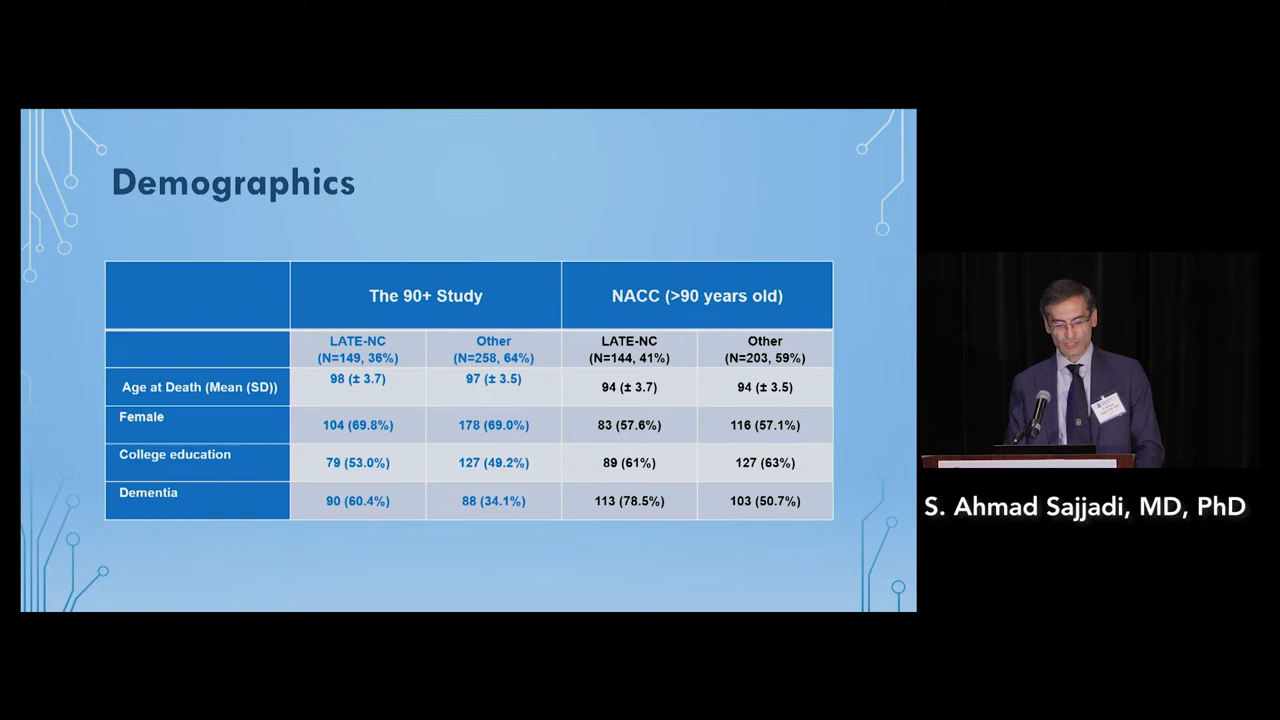 Demographics
The 90+ Study NACC (>90 years old)
LATE-NC Other LATE-NC Other
(N=149, 36%) (N=258, 64%) (N=144, 41%) (N=203, 59%)
Age at Death (Mean (SD)) 98 (± 3.7) 97 (± 3.5) 94 (± 3.7) 94 (± 3.5)
Female 104 (69.8%) 178 (69.0%) 83 (57.6%) 116 (57.1%)
College education 79 (53.0%) 127 (49.2%) 89 (61%) 127 (63%)
Dementia 90 (60.4%) 88 (34.1%) 113 (78.5%) 103 (50.7%)
S. Ahmad Sajjadi, MD, PhD